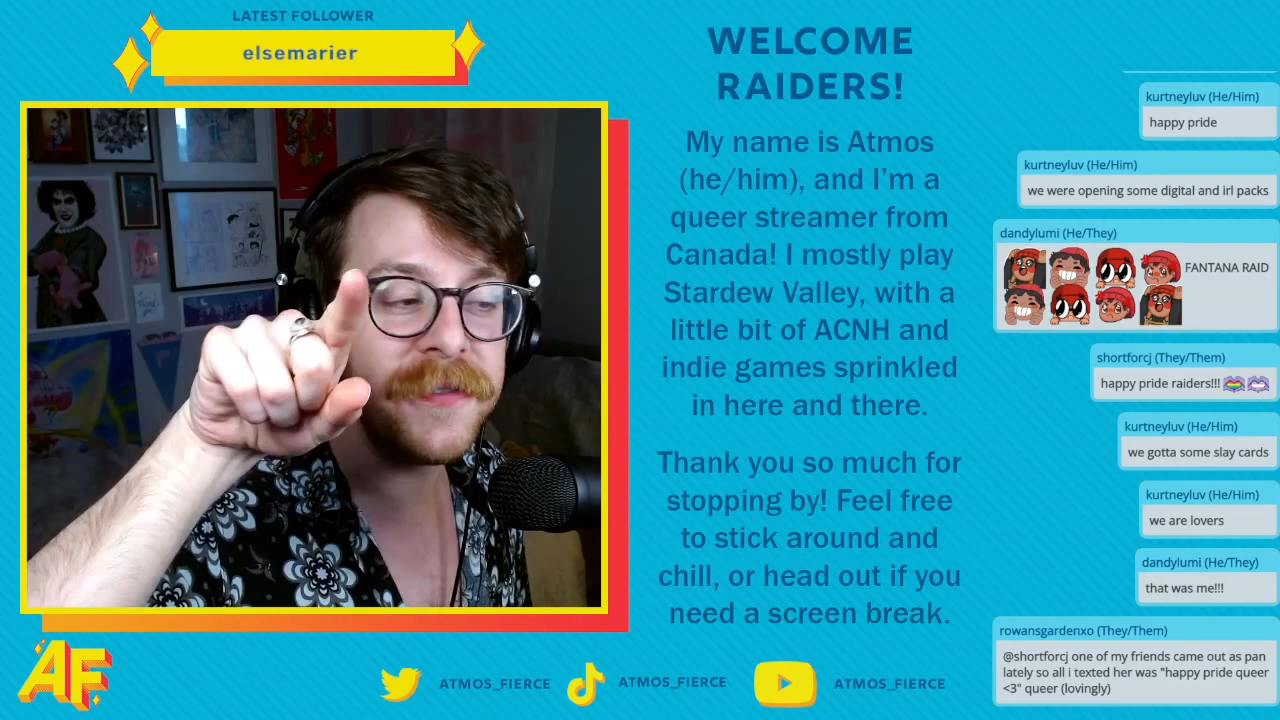 LATEST FOLLOWER
elsemarier
WELCOME
RAIDERS!
My name is Atmos
(he/him), and I’m a
queer streamer from
Canada! I mostly play
Stardew Valley, with a
little bit of ACNH and
indie games sprinkled
in here and there.
Thank you so much for
stopping by! Feel free
to stick around and
chill, or head out if you
need a screen break.
kurtneyluv (He/Him)
happy pride
kurtneyluv (He/Him)
we were opening some digital and irl packs
dandylumi (He/They)
FANTANA RAID
shortforcj (They/Them)
happy pride raiders!!!
kurtneyluv (He/Him)
we gotta some slay cards
kurtneyluv (He/Him)
we are lovers
dandylumi (He/They)
that was me!!!
rowansgardenxo (They/Them)
@shortforcj one of my friends came out as pan
lately so all i texted her was "happy pride queer
<3" queer (lovingly)
AF
ATMOS_FIERCE
ATMOS_FIERCE
ATMOS_FIERCE